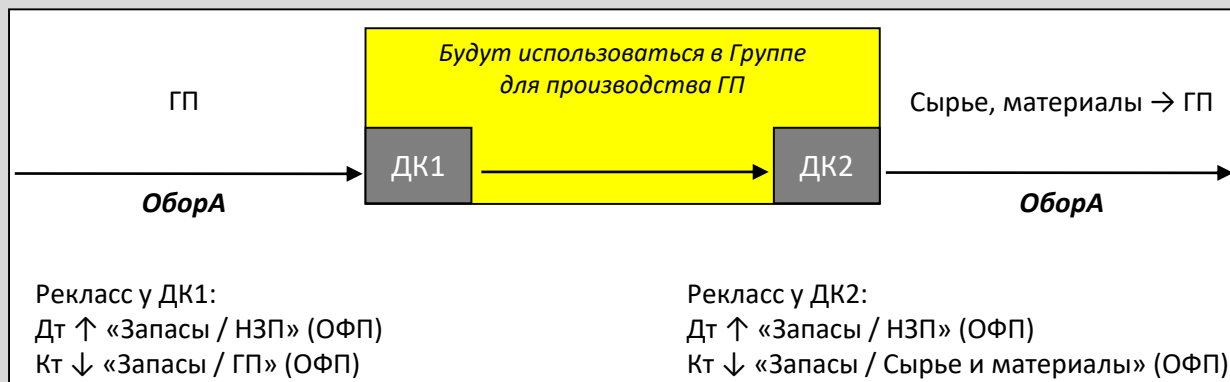 Будут использоваться в Группе
для производства ГП
ГП
Сырье, материалы → ГП
ДК1
ДК2
ОборА
ОборА
Рекласс у ДК1:
Дт ↑ «Запасы / НЗП» (ОФП)
Кт ↓ «Запасы / ГП» (ОФП)
Рекласс у ДК2:
Дт ↑ «Запасы / НЗП» (ОФП)
Кт ↓ «Запасы / Сырье и материалы» (ОФП)